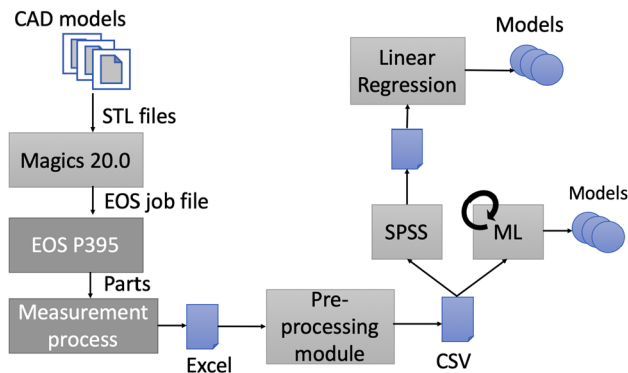 CAD models
STL files
Magics 20.0
EOS job file
EOS P395
Parts
Measurement
process
Excel
Pre-
processing
module
CSV
SPSS
ML
Models
Linear
Regression
Models